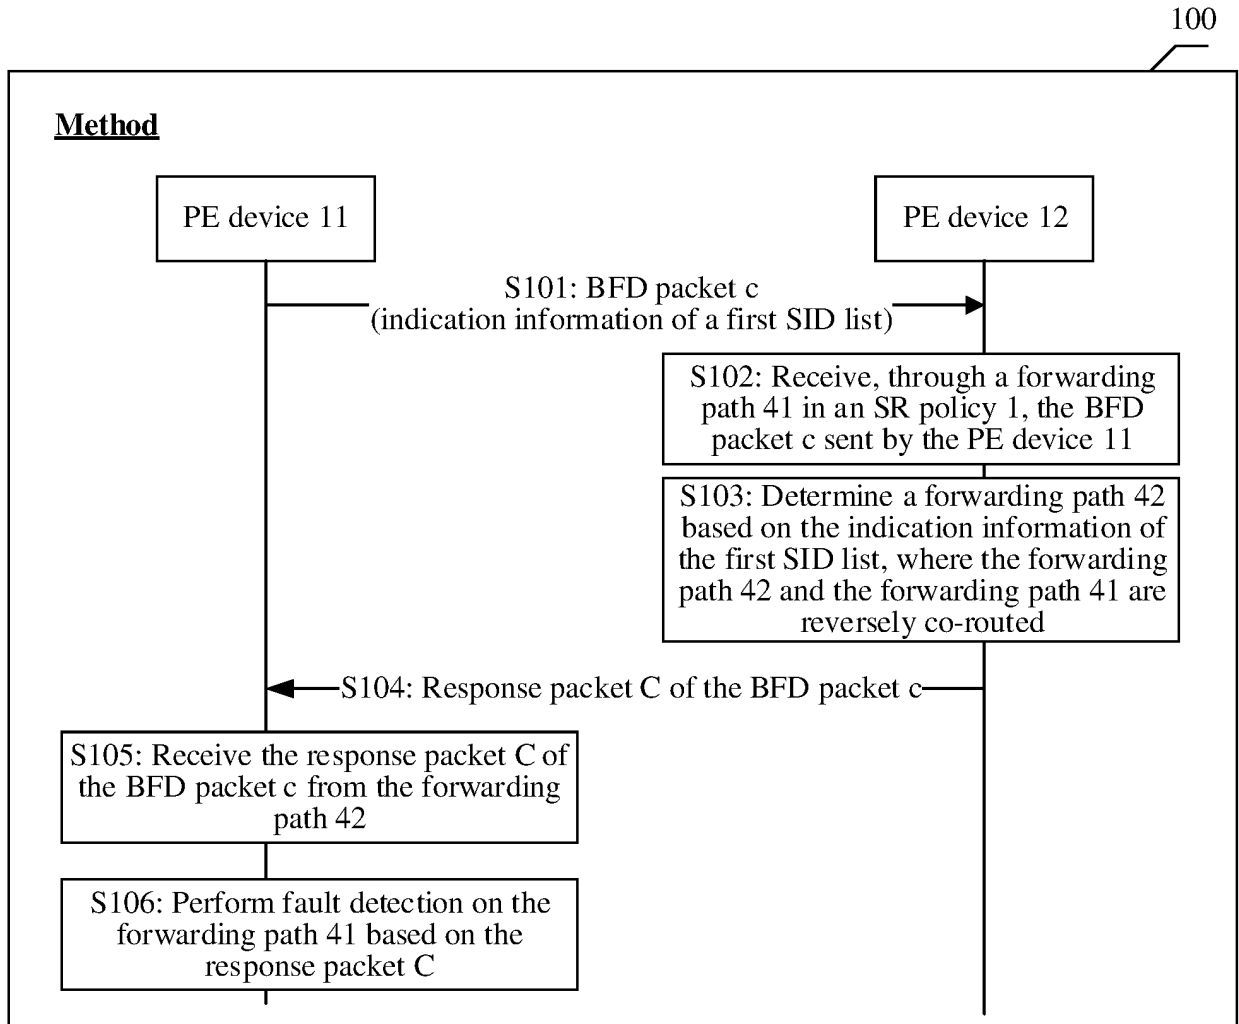 100
Method
PE device 11
PE device 12
S101: BFD packet c
(indication information of a first SID list)
S102: Receive, through a forwarding
path 41 in an SR policy 1, the BFD
packet c sent by the PE device 11
S103: Determine a forwarding path 42
based on the indication information of
the first SID list, where the forwarding
path 42 and the forwarding path 41 are
reversely co-routed
S104: Response packet C of the BFD packet c
S105: Receive the response packet C of
the BFD packet c from the forwarding
path 42
S106: Perform fault detection on the
forwarding path 41 based on the
response packet C